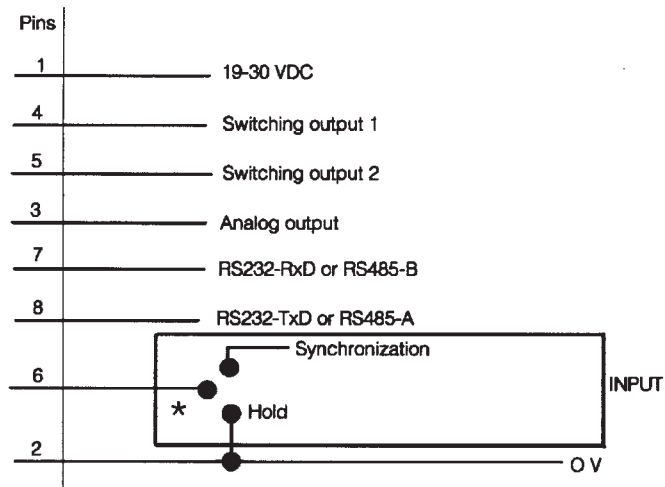 Pins
1 19-30 VDC
4 Switching output 1
5 Switching output 2
3 Analog output
7 RS232-RxD or RS485-B
8 RS232-TxD or RS485-A
Synchronization
6 INPUT
* Hold
2 O V